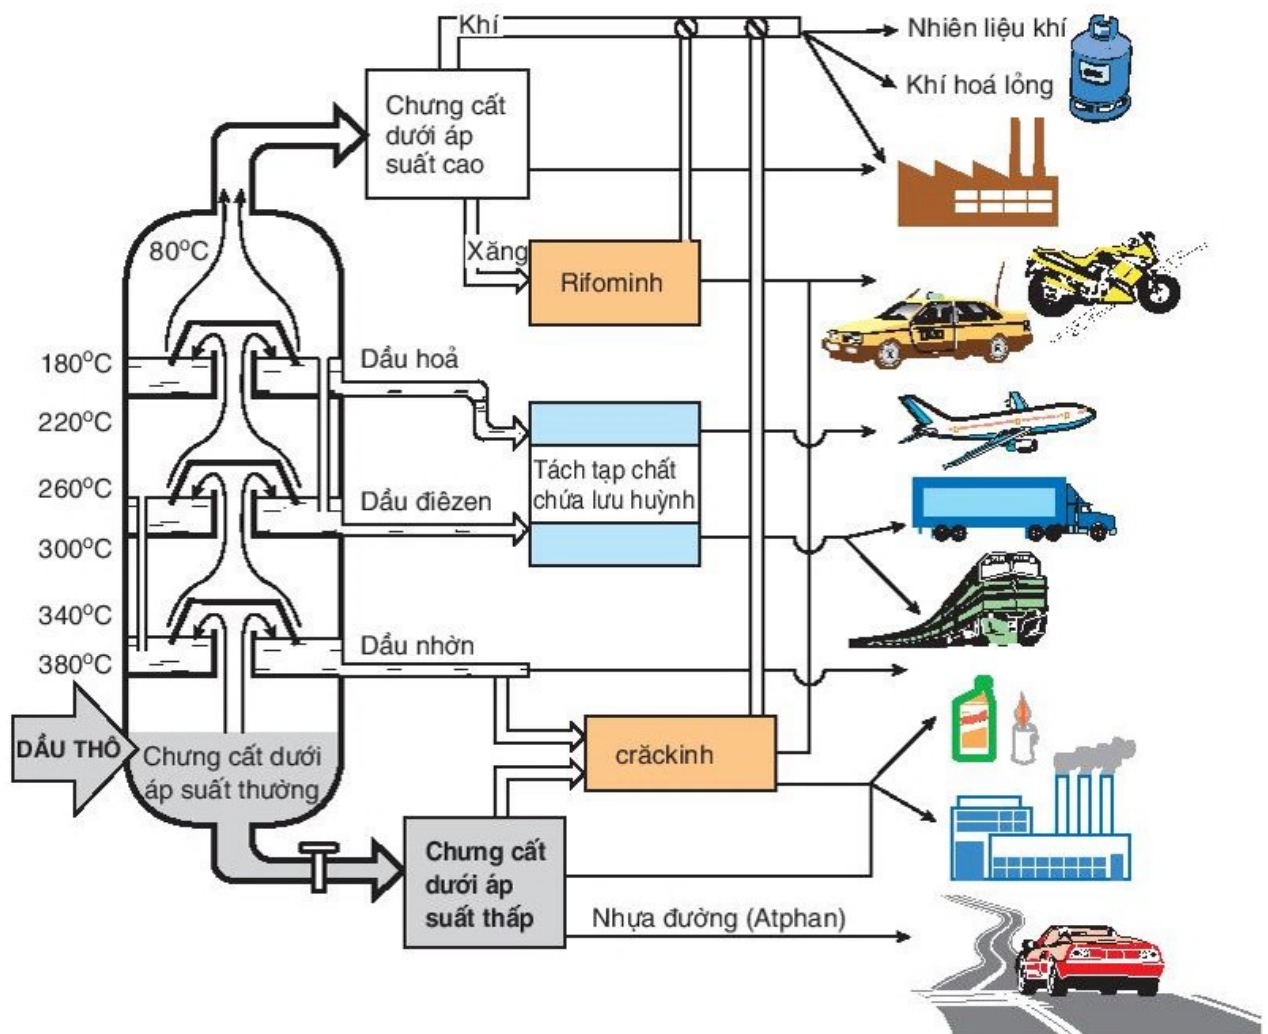 Khí
Nhiên liệu khí
Khí hoá lỏng
Chưng cất
dưới áp
suất cao
80°C
Xăng
Rifominh
TAXI
180°C
Dầu hoả
220°C
260°C
Tách tạp chất
chứa lưu huỳnh
Dầu điêzen
300°C
340°C
Dầu nhờn
380°C
DẦU THÔ
Chưng cất dưới
áp suất thường
crăckinh
Chưng cất
dưới áp
suất thấp
Nhựa đường (Atphan)